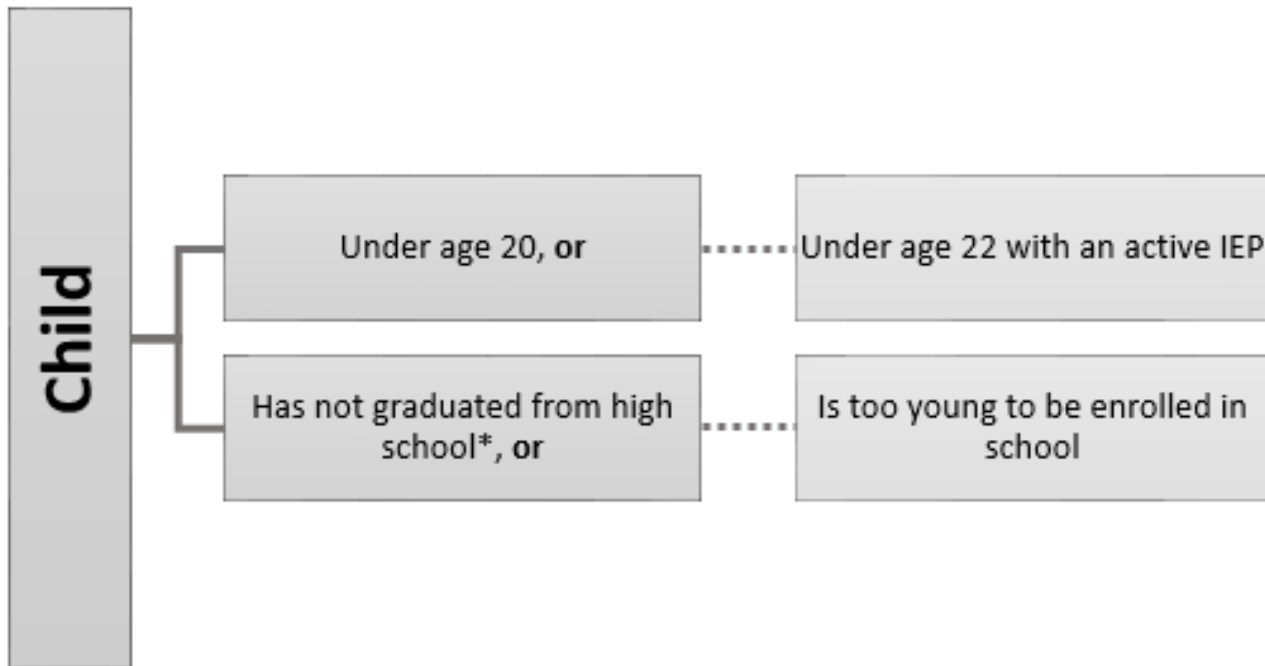 Child
Under age 20, or
Under age 22 with an active IEP
Has not graduated from high
school*, or
Is too young to be enrolled in
school